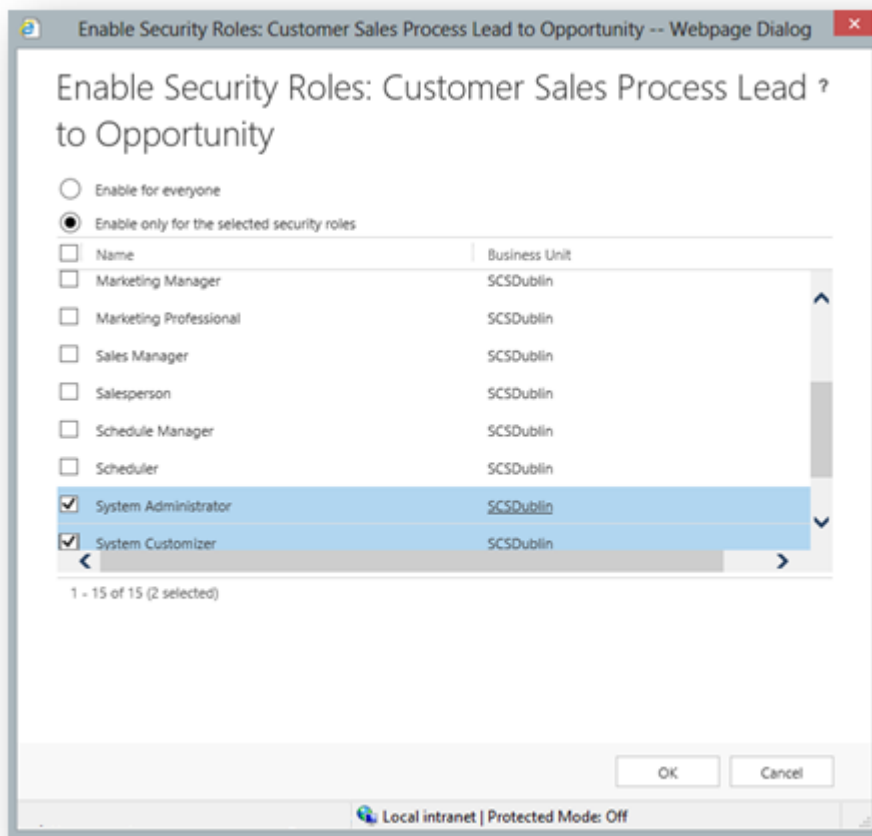 Enable Security Roles: Customer Sales Process Lead to Opportunity -- Webpage Dialog
Enable Security Roles: Customer Sales Process Lead ?
to Opportunity
Enable for everyone
Enable only for the selected security roles
Name Business Unit
Marketing Manager SCSDublin
Marketing Professional SCSDublin
Sales Manager SCSDublin
Salesperson SCSDublin
Schedule Manager SCSDublin
Scheduler SCSDublin
System Administrator SCSDublin
System Customizer SCSDublin
1 - 15 of 15 (2 selected)
OK Cancel
Local intranet | Protected Mode: Off